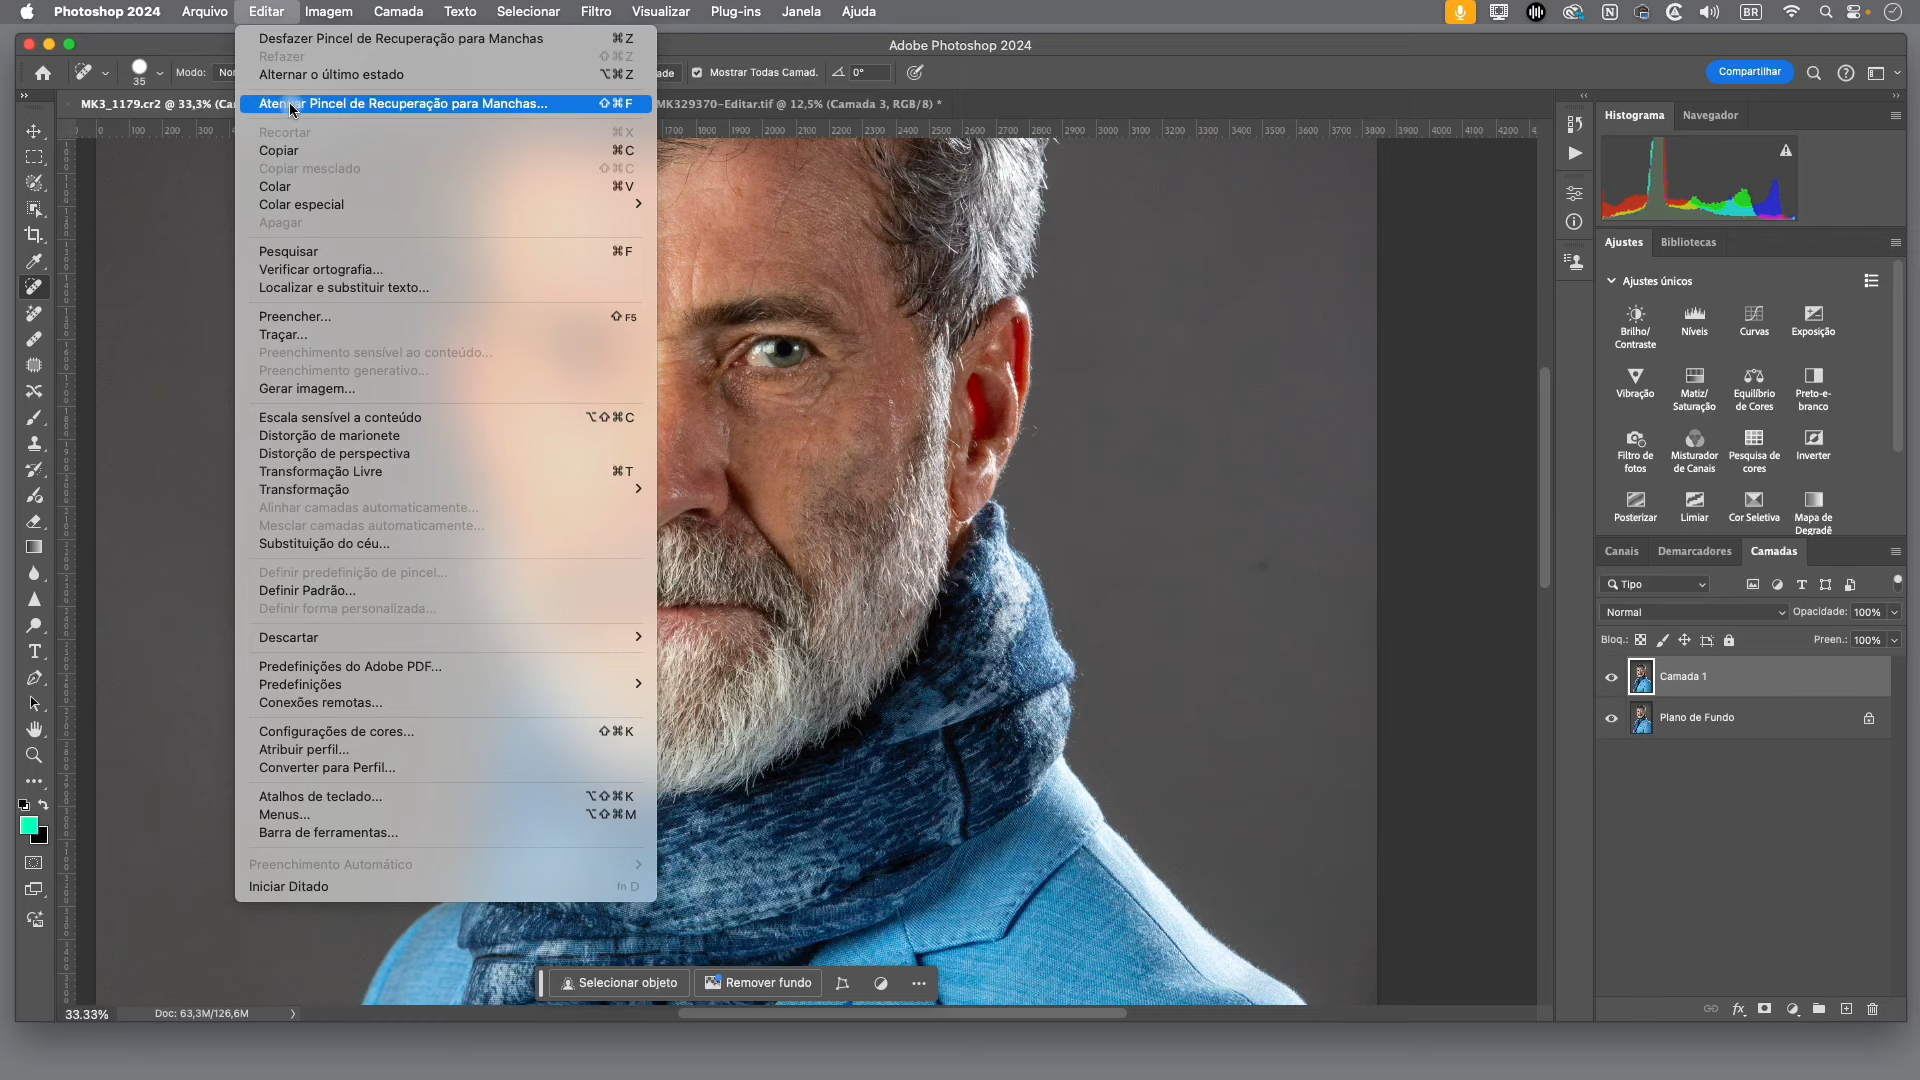 Photoshop 2024 Arquivo Editar Imagem Camada Texto Selecionar Filtro Visualizar Plug-ins Janela Ajuda
BR
Adobe Photoshop 2024
35
Modo:
Mostrar Todas Camad.
0°
Compartilhar
MK3_1179.cr2 @ 33,3% (Ca
MK329370-Editar.tif @ 12,5% (Camada 3, RGB/8) *
0 100 200 300
1700 1800 1900 2000 2100 2200 2300 2400 2500 2600 2700 2800 2900 3000 3100 3200 3300 3400 3500 3600 3700 3800 3900 4000 4100 4200
Desfazer Pincel de Recuperação para Manchas ⌘Z
Refazer ⇧⌘Z
Alternar o último estado ⌥⌘Z
Pincel de Recuperação para Manchas... ⇧⌘F
Recortar ⌘X
Copiar ⌘C
Copiar mesclado ⇧⌘C
Colar ⌘V
Colar especial
Apagar
Pesquisar ⌘F
Verificar ortografia...
Localizar e substituir texto...
Preencher... ⇧F5
Traçar...
Preenchimento sensível ao conteúdo...
Preenchimento generativo...
Gerar imagem...
Escala sensível a conteúdo ⌥⇧⌘C
Distorção de marionete
Distorção de perspectiva
Transformação Livre ⌘T
Transformação
Alinhar camadas automaticamente...
Mesclar camadas automaticamente...
Substituição do céu...
Definir predefinição de pincel...
Definir Padrão...
Definir forma personalizada...
Descartar
Predefinições do Adobe PDF...
Predefinições
Conexões remotas...
Configurações de cores... ⇧⌘K
Atribuir perfil...
Converter para Perfil...
Atalhos de teclado... ⌥⇧⌘K
Menus... ⌥⇧⌘M
Barra de ferramentas...
Preenchimento Automático
Iniciar Ditado fn D
Selecionar objeto
Remover fundo
33.33%
Doc: 63,3M/126,6M
Histograma Navegador
Ajustes Bibliotecas
Ajustes únicos
Brilho/
Contraste
Níveis
Curvas
Exposição
Vibração
Matiz/
Saturação
Equilíbrio
de Cores
Preto-e-
branco
Filtro de
fotos
Misturador
de Canais
Pesquisa de
cores
Inverter
Posterizar
Limiar
Cor Seletiva
Mapa de
Degradê
Canais Demarcadores Camadas
Tipo
Normal
Opacidade: 100%
Bloq.:
Preen.: 100%
Camada 1
Plano de Fundo